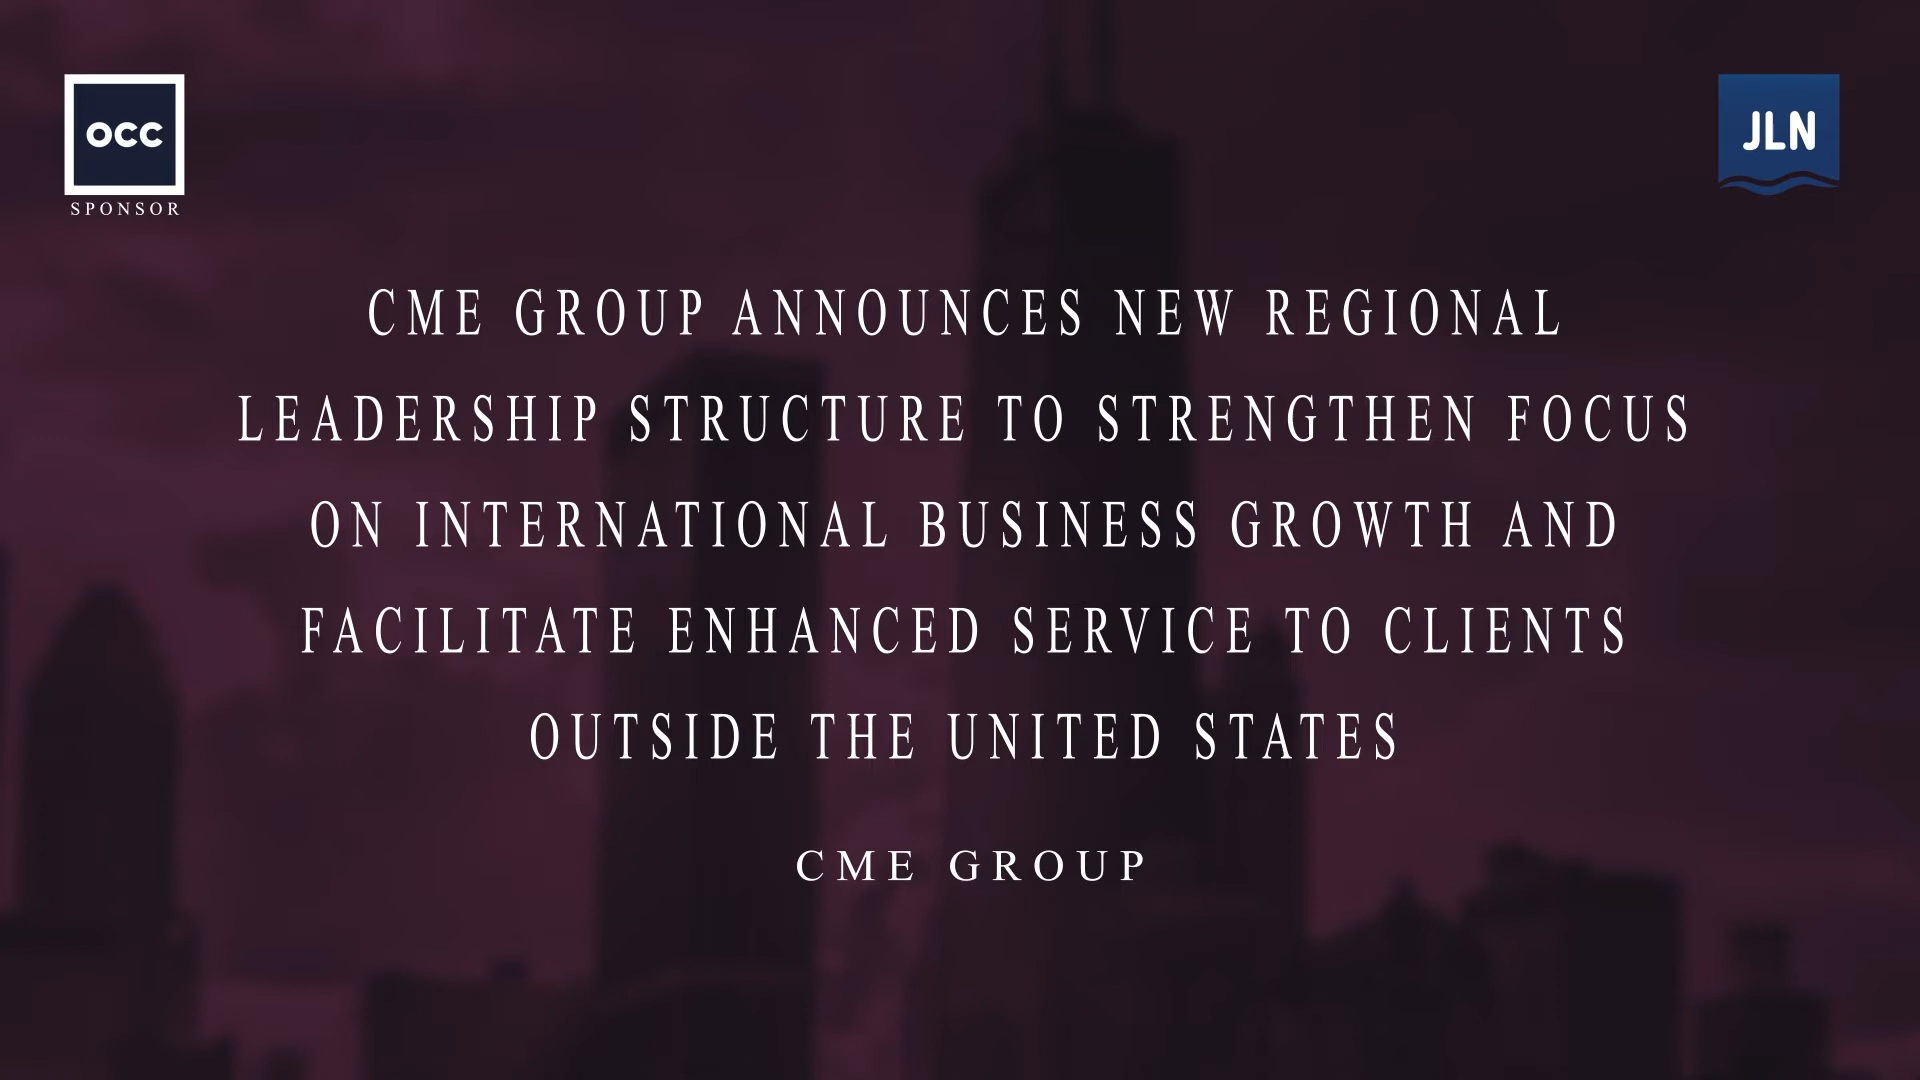 OCC
SPONSOR
JLN
CME GROUP ANNOUNCES NEW REGIONAL
LEADERSHIP STRUCTURE TO STRENGTHEN FOCUS
ON INTERNATIONAL BUSINESS GROWTH AND
FACILITATE ENHANCED SERVICE TO CLIENTS
OUTSIDE THE UNITED STATES
CME GROUP